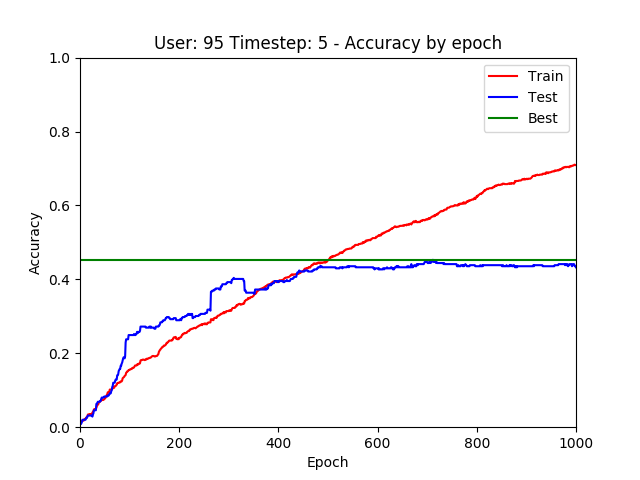 User: 95 Timestep: 5 - Accuracy by epoch
Train
Test
Best
1.0
0.8
0.6
0.4
0.2
0.0
Accuracy
0 200 400 600 800 1000
Epoch